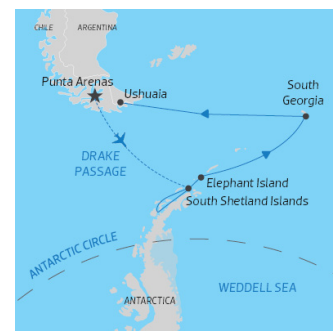 CHILE
ARGENTINA
Punta Arenas
Ushuaia
South
Georgia
DRAKE
PASSAGE
Elephant Island
South Shetland Islands
ANTARCTIC CIRCLE
WEDDELL SEA
ANTARCTICA